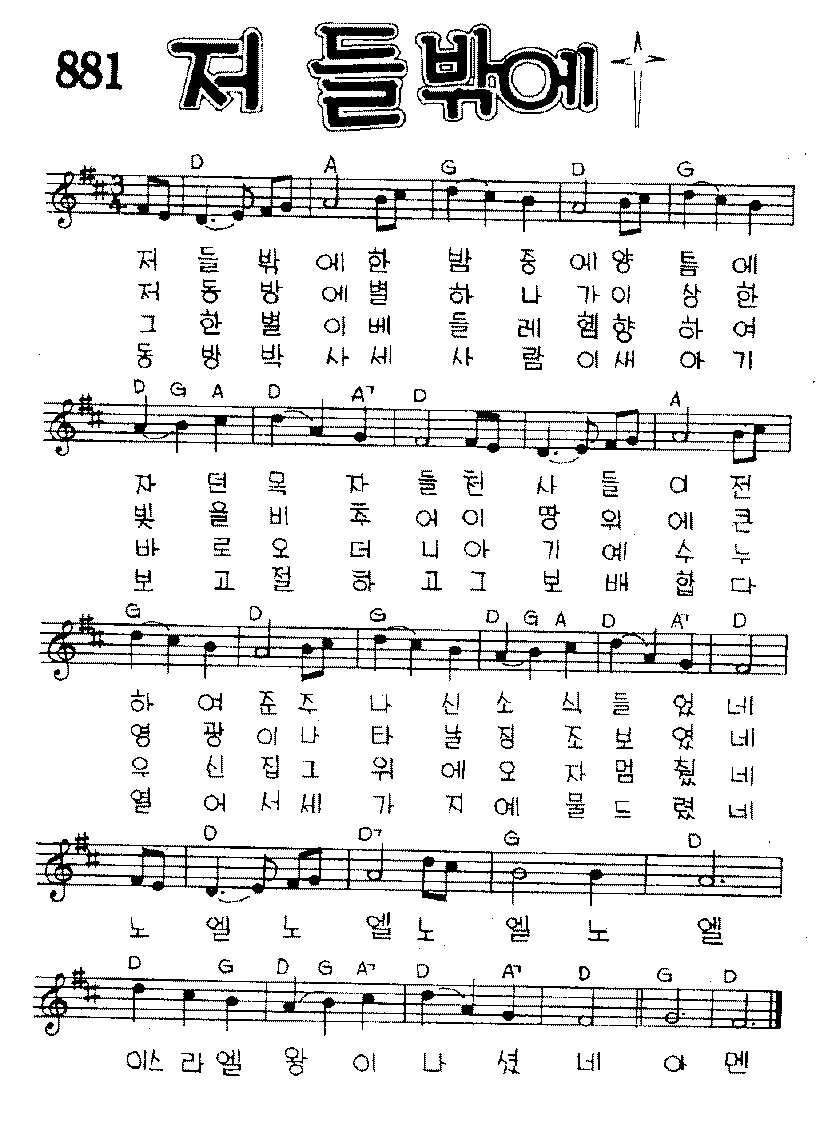 881 저 들밖에
D A G D G
저 들 밖 에 한 밤 중 에 양 틈 에
저 동 방 에 별 하 나 가 이 상 한
그 한 별 이 베 들 레 헴 향 하 여
동 방 박 사 세 사 람 이 새 아 기
D G A D A7 D A
자 던 목 자 들 천 사 들 이 전
빛 을 비 추 어 이 땅 위 에 큰
바 로 오 더 니 아 기 예 수 누
보 고 절 하 고 그 보 배 합 다
G D G D G A D A7 D
하 여 준 주 나 신 소 식 들 었 네
영 광 이 나 타 날 징 조 보 였 네
우 신 집 그 위 에 오 자 멈 췄 네
열 어 서 세 가 지 예 물 드 렸 네
D D7 G D
노 엘 노 엘 노 엘 노 엘
D G D G A7 D A7 D G D
이스 라 엘 왕 이 나 셨 네 아 멘